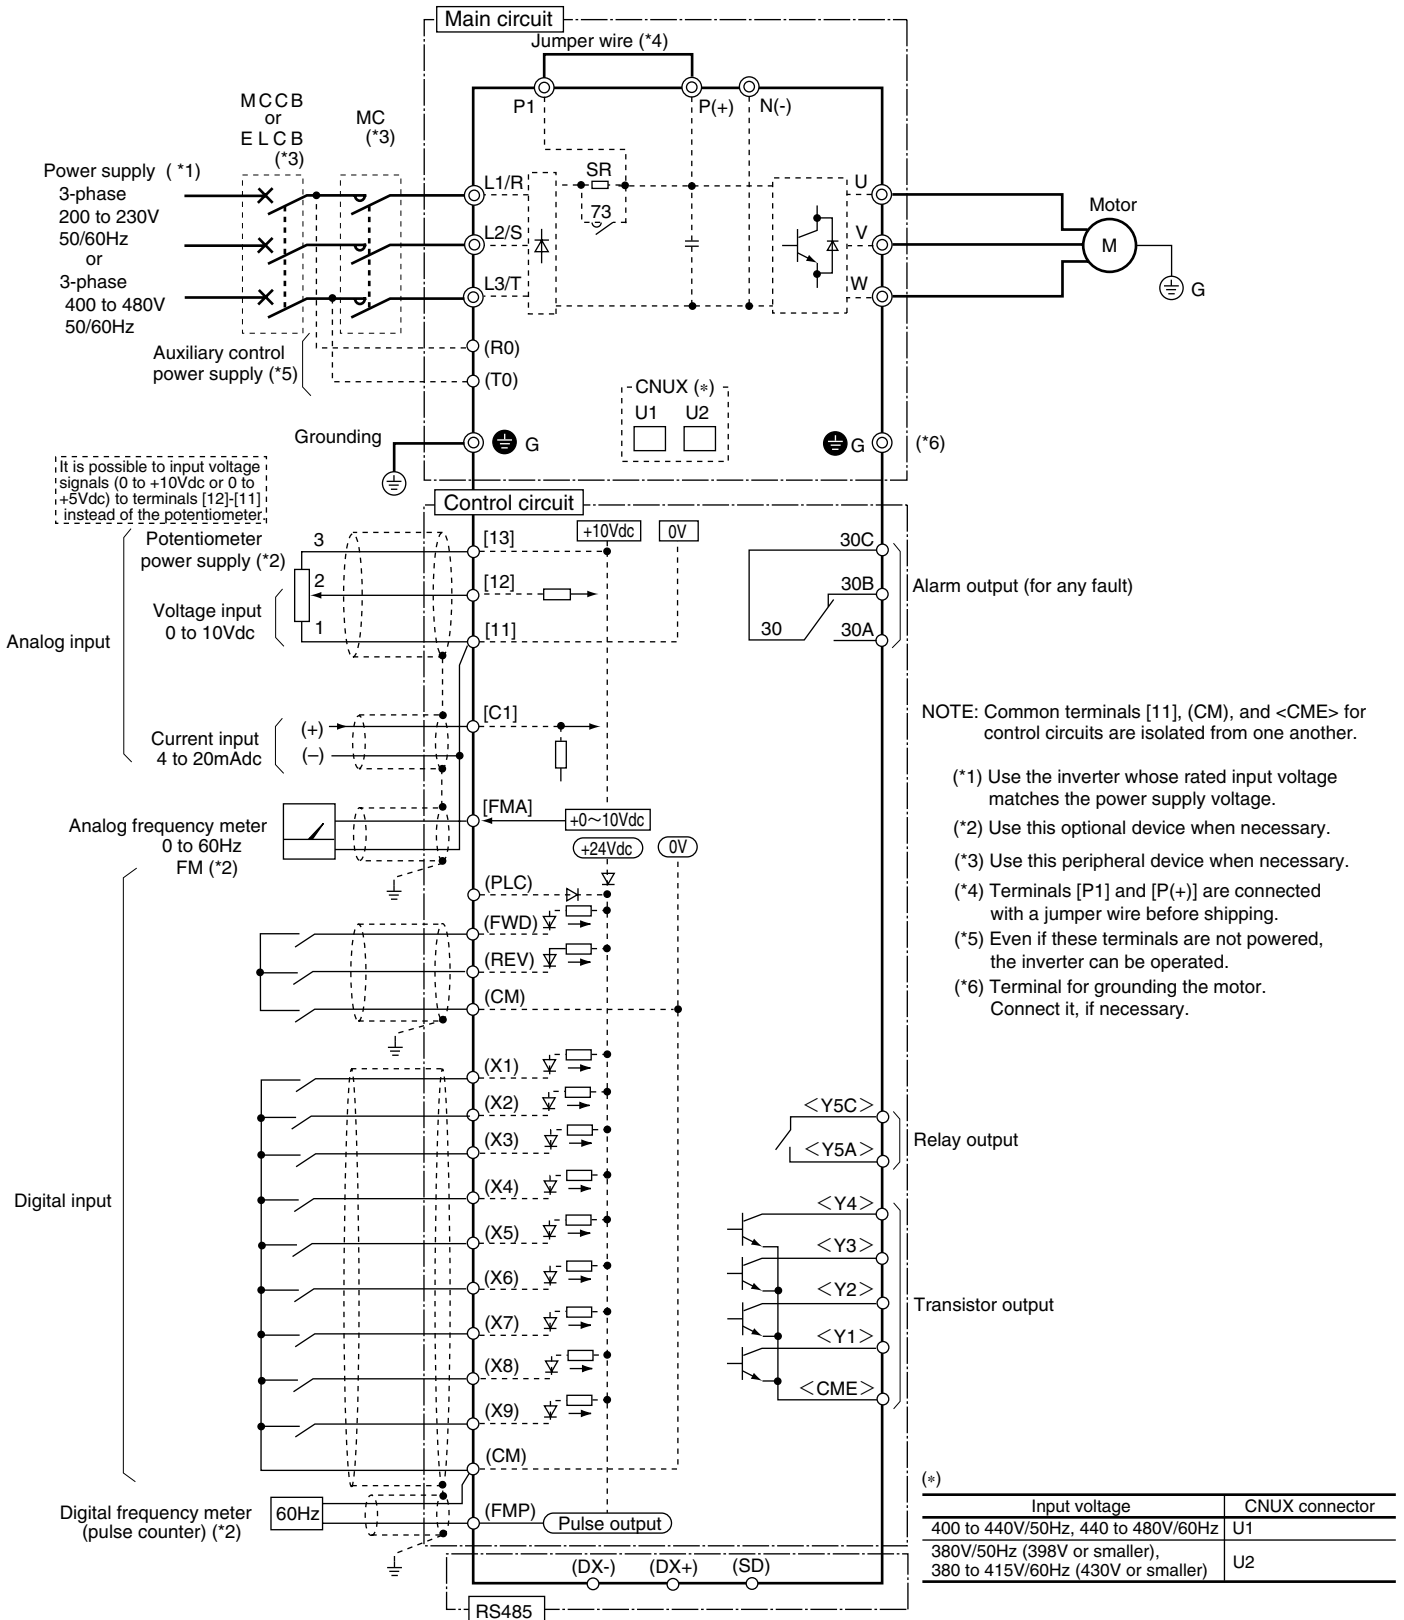 Main circuit
Jumper wire (*4)
P1
P(+)
N(-)
MCCB
or
ELCB
(*3)
MC
(*3)
Power supply ( *1)
3-phase
200 to 230V
50/60Hz
or
3-phase
400 to 480V
50/60Hz
L1/R
L2/S
L3/T
SR
73
U
V
W
Motor
M
G
Auxiliary control
power supply (*5)
(R0)
(T0)
CNUX (*)
U1 U2
Grounding
G
G
(*6)
It is possible to input voltage
signals (0 to +10Vdc or 0 to
+5Vdc) to terminals [12]-[11]
instead of the potentiometer.
Control circuit
+10Vdc
0V
Potentiometer
power supply (*2)
3
2
1
Voltage input
0 to 10Vdc
Analog input
[13]
[12]
[11]
30C
30B
30
30A
Alarm output (for any fault)
Current input
4 to 20mAdc
(+)
(–)
[C1]
Analog frequency meter
0 to 60Hz
FM (*2)
[FMA]
+0～10Vdc
+24Vdc
0V
NOTE: Common terminals [11], (CM), and <CME> for
control circuits are isolated from one another.
(*1) Use the inverter whose rated input voltage
matches the power supply voltage.
(*2) Use this optional device when necessary.
(*3) Use this peripheral device when necessary.
(*4) Terminals [P1] and [P(+)] are connected
with a jumper wire before shipping.
(*5) Even if these terminals are not powered,
the inverter can be operated.
(*6) Terminal for grounding the motor.
Connect it, if necessary.
(PLC)
(FWD)
(REV)
(CM)
Digital input
(X1)
(X2)
(X3)
(X4)
(X5)
(X6)
(X7)
(X8)
(X9)
(CM)
<Y5C>
<Y5A>
Relay output
<Y4>
<Y3>
<Y2>
<Y1>
<CME>
Transistor output
Digital frequency meter
(pulse counter) (*2)
60Hz
(FMP)
Pulse output
(*)
Input voltage CNUX connector
400 to 440V/50Hz, 440 to 480V/60Hz U1
380V/50Hz (398V or smaller),
380 to 415V/60Hz (430V or smaller) U2
(DX-) (DX+) (SD)
RS485